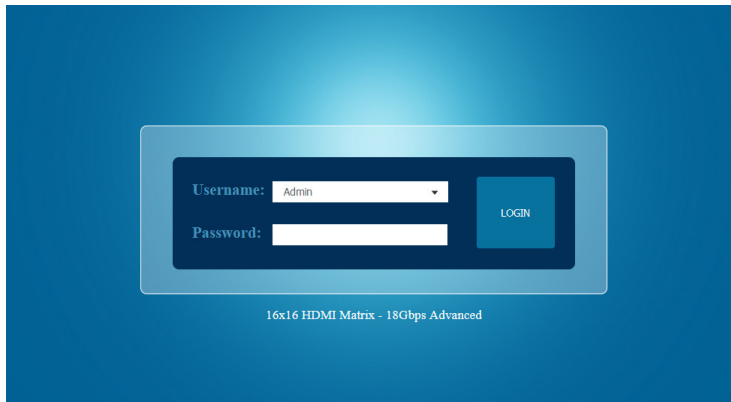 Username: Admin
LOGIN
Password:
16x16 HDMI Matrix - 18Gbps Advanced